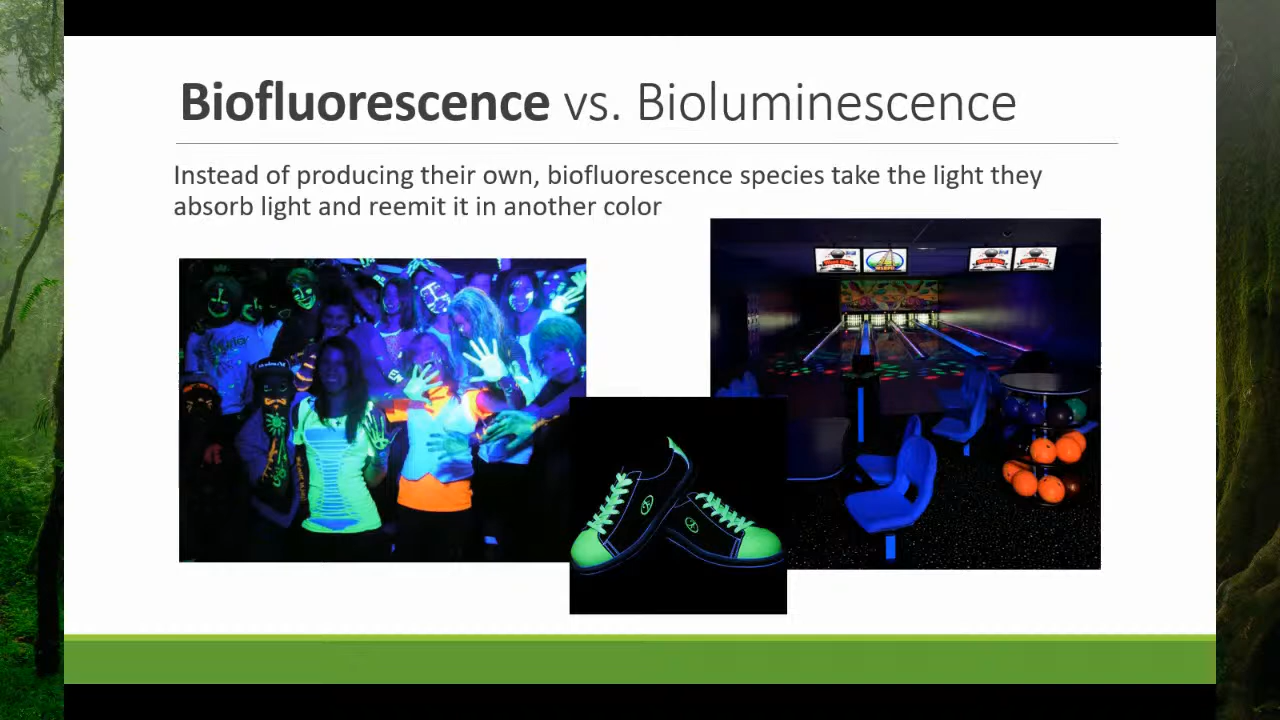 Biofluorescence vs. Bioluminescence
Instead of producing their own, biofluorescence species take the light they
absorb light and reemit it in another color